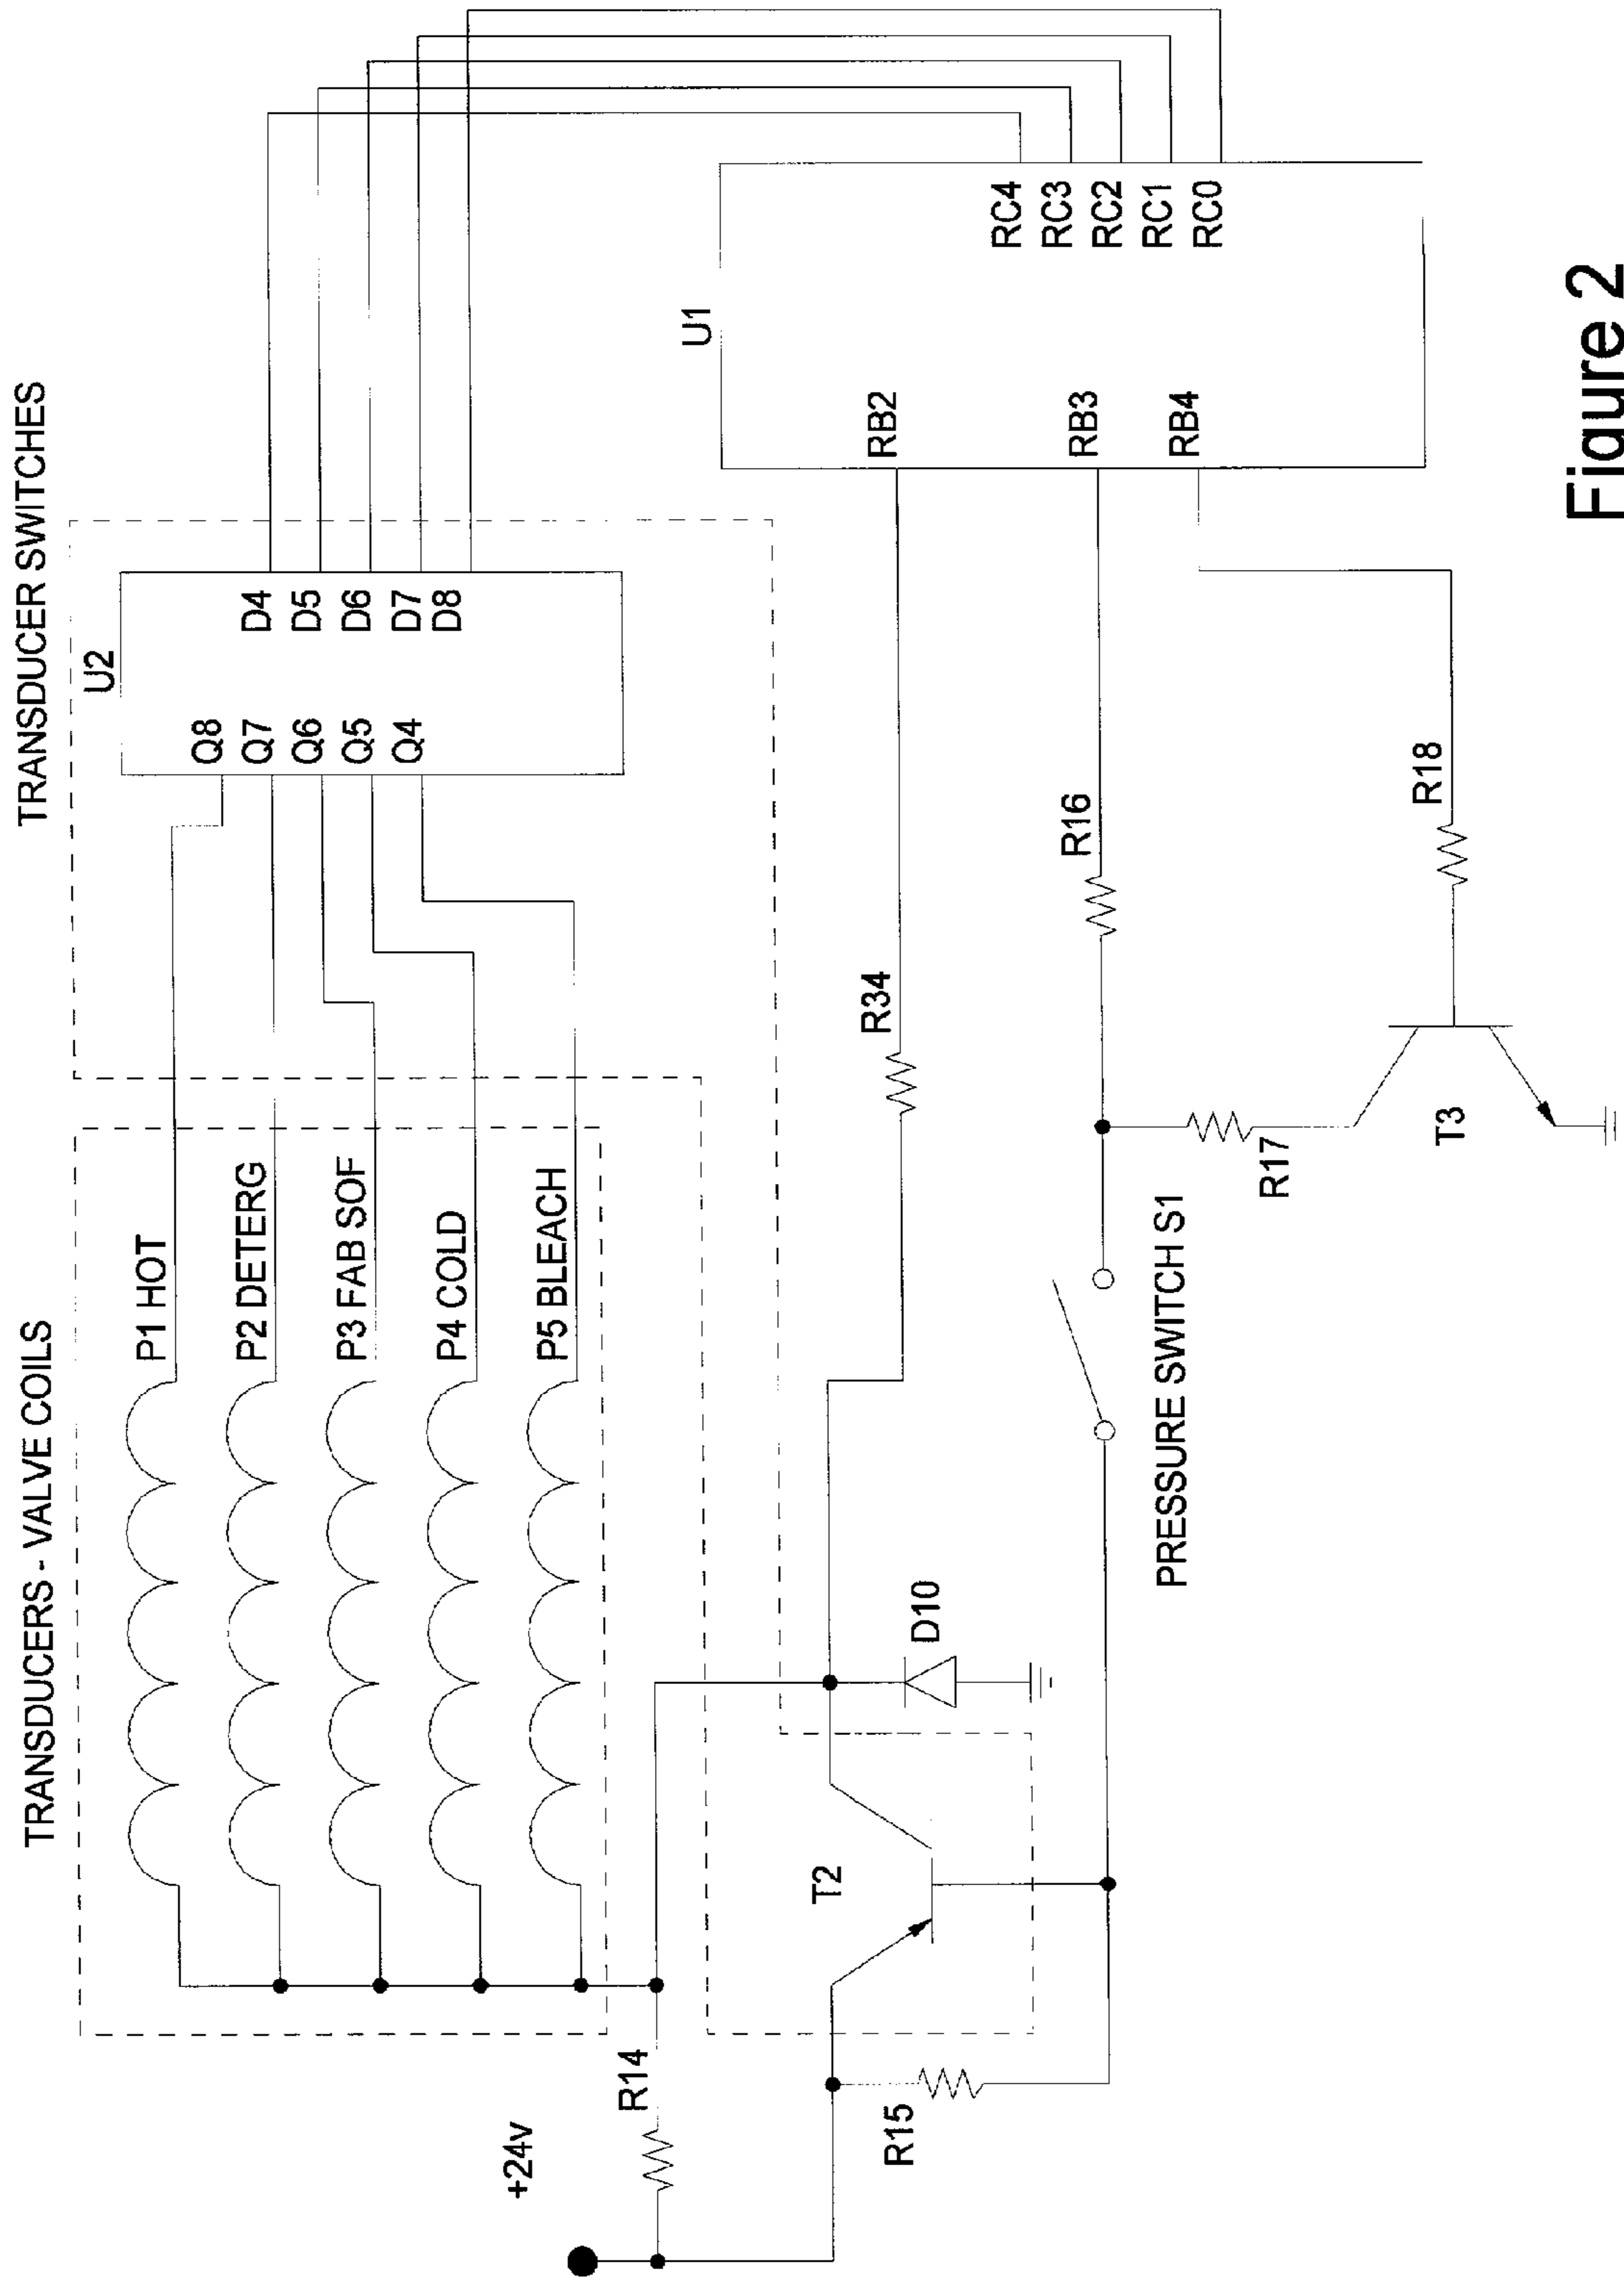 TRANSDUCERS - VALVE COILS
TRANSDUCER SWITCHES
P1 HOT
P2 DETERG
P3 FAB SOF
P4 COLD
P5 BLEACH
U2
Q8
Q7
Q6
Q5
Q4
D4
D5
D6
D7
D8
+24v
R14
R15
T2
D10
R34
PRESSURE SWITCH S1
R16
R17
T3
R18
U1
RB2
RB3
RB4
RC4
RC3
RC2
RC1
RC0
Figure 2